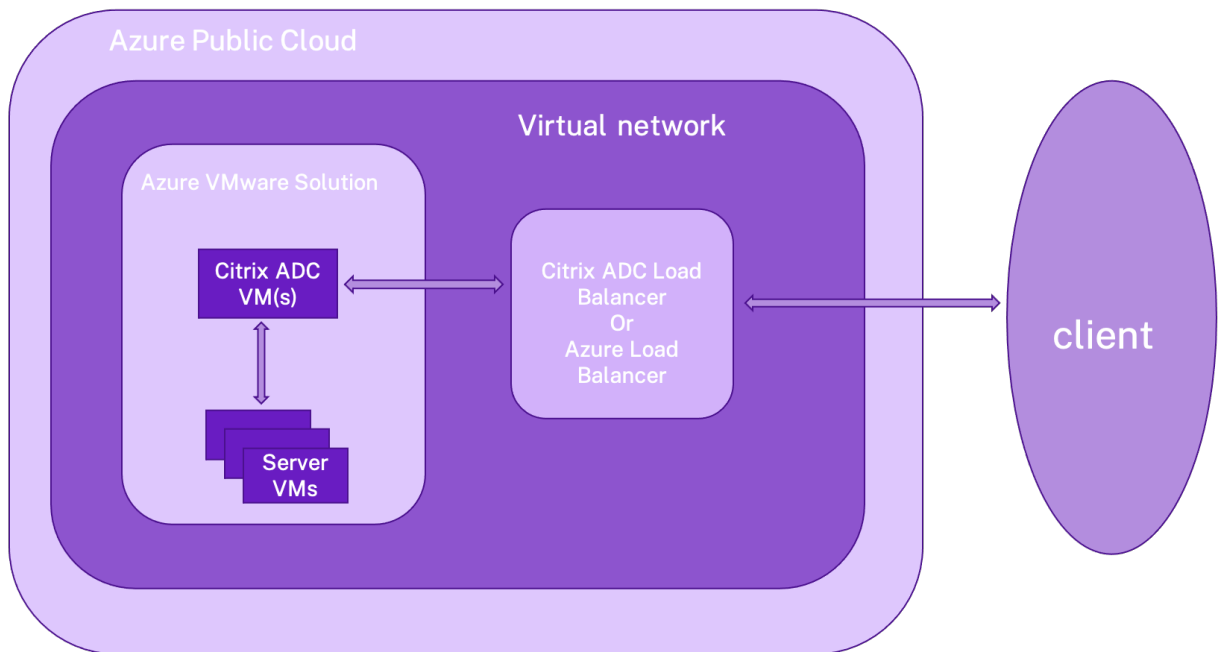 Azure Public Cloud
Virtual network
Azure VMware Solution
Citrix ADC
VM(s)
Server
VMs
Citrix ADC Load
Balancer
Or
Azure Load
Balancer
client